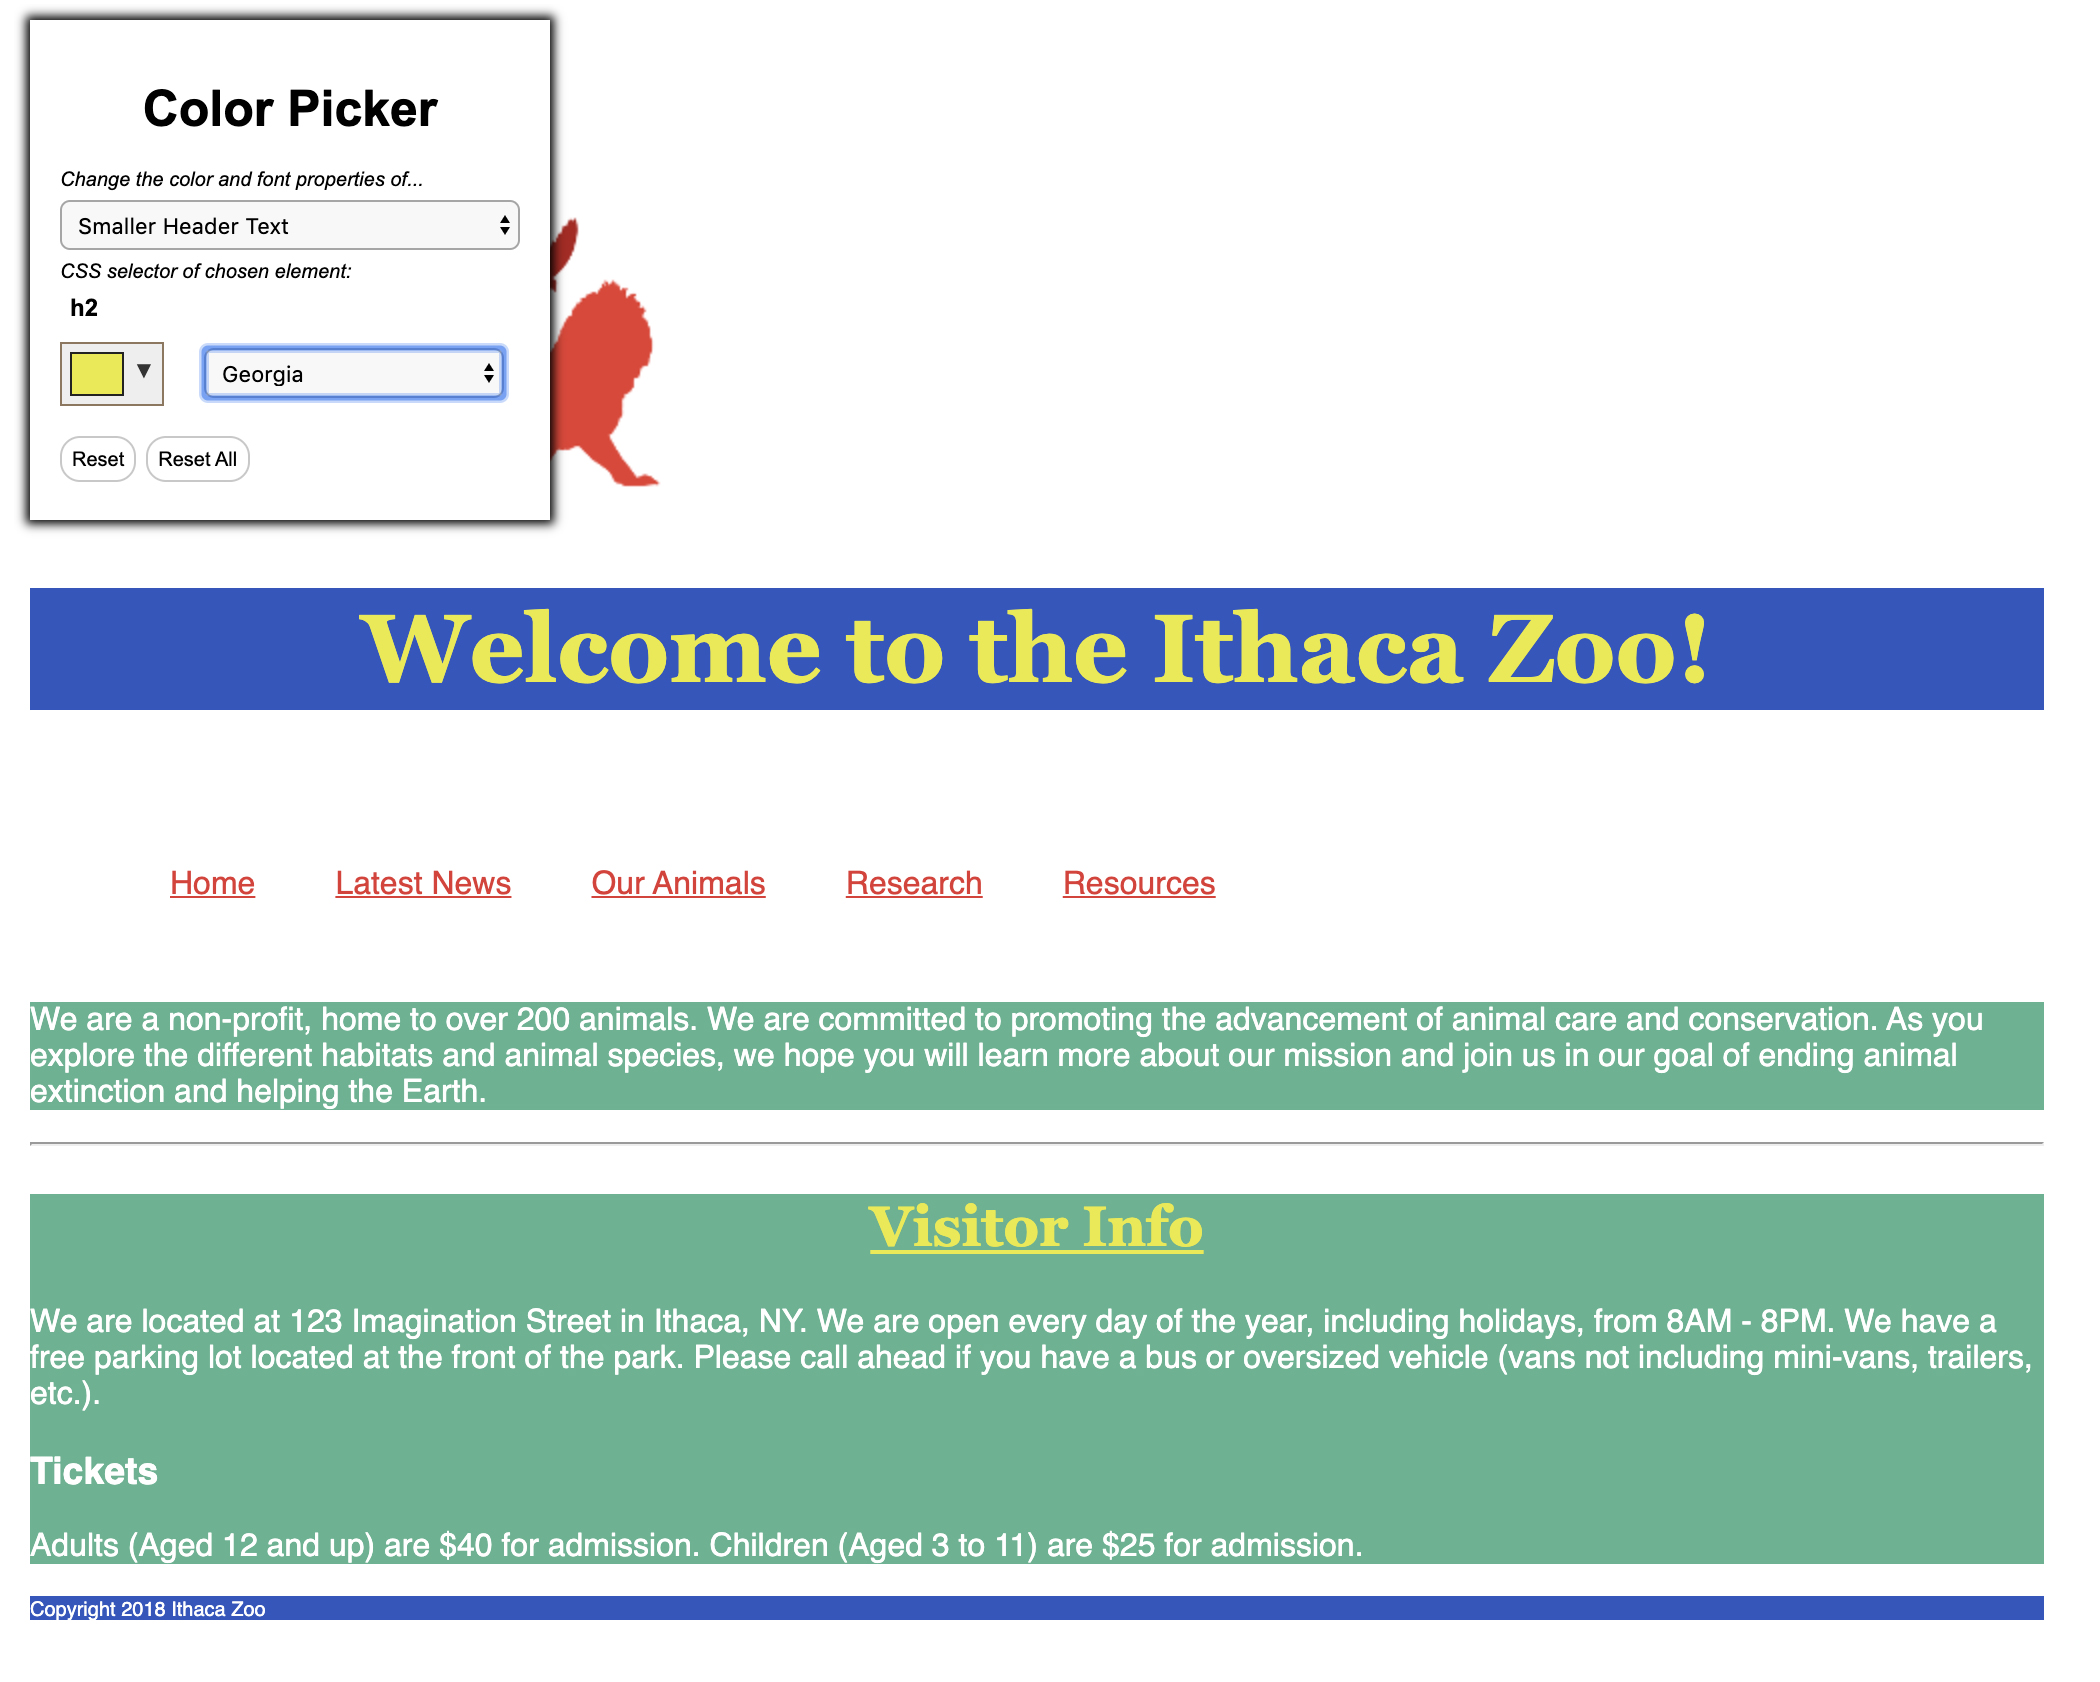 Color Picker
Change the color and font properties of...
Smaller Header Text
CSS selector of chosen element:
h2
Georgia
Reset Reset All
Welcome to the Ithaca Zoo!
Home Latest News Our Animals Research Resources
We are a non-profit, home to over 200 animals. We are committed to promoting the advancement of animal care and conservation. As you
explore the different habitats and animal species, we hope you will learn more about our mission and join us in our goal of ending animal
extinction and helping the Earth.
Visitor Info
We are located at 123 Imagination Street in Ithaca, NY. We are open every day of the year, including holidays, from 8AM - 8PM. We have a
free parking lot located at the front of the park. Please call ahead if you have a bus or oversized vehicle (vans not including mini-vans, trailers,
etc.).
Tickets
Adults (Aged 12 and up) are $40 for admission. Children (Aged 3 to 11) are $25 for admission.
Copyright 2018 Ithaca Zoo